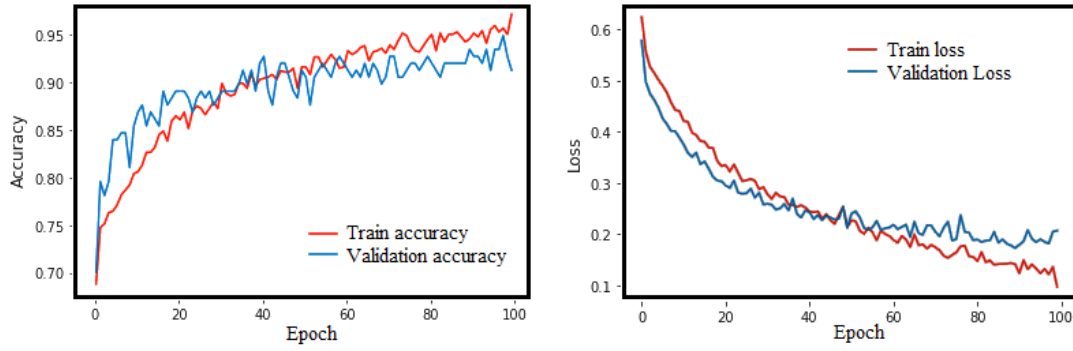 0.95
0.90
0.85
0.80
0.75
0.70
Accuracy
Train accuracy
Validation accuracy
0 20 40 60 80 100
Epoch
0.6
0.5
0.4
0.3
0.2
0.1
Loss
Train loss
Validation Loss
0 20 40 60 80 100
Epoch